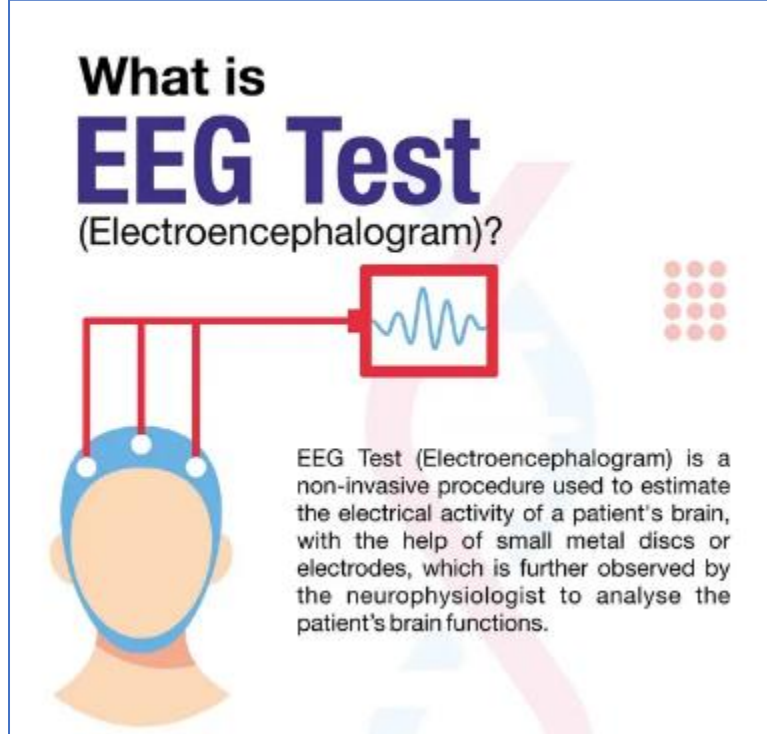 What is
EEG Test
(Electroencephalogram)?
EEG Test (Electroencephalogram) is a
non-invasive procedure used to estimate
the electrical activity of a patient's brain,
with the help of small metal discs or
electrodes, which is further observed by
the neurophysiologist to analyse the
patient's brain functions.